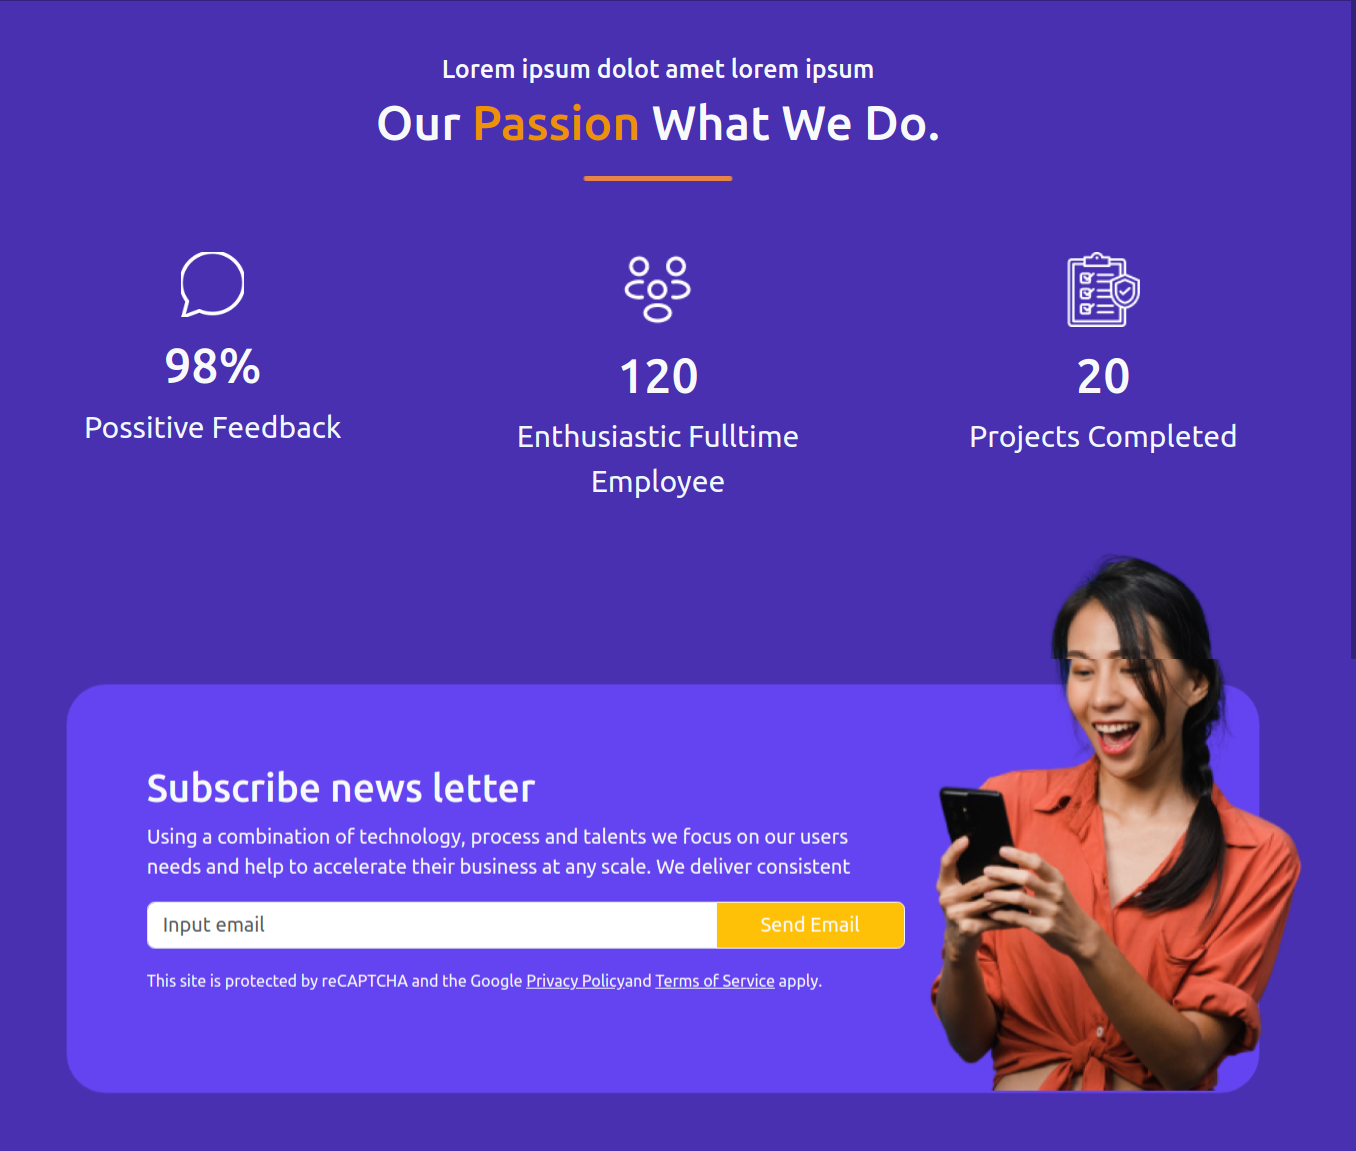 Lorem ipsum dolot amet lorem ipsum
Our Passion What We Do.
98%
Possitive Feedback
120
Enthusiastic Fulltime
Employee
20
Projects Completed
Subscribe news letter
Using a combination of technology, process and talents we focus on our users
needs and help to accelerate their business at any scale. We deliver consistent
Input email
Send Email
This site is protected by reCAPTCHA and the Google Privacy Policyand Terms of Service apply.